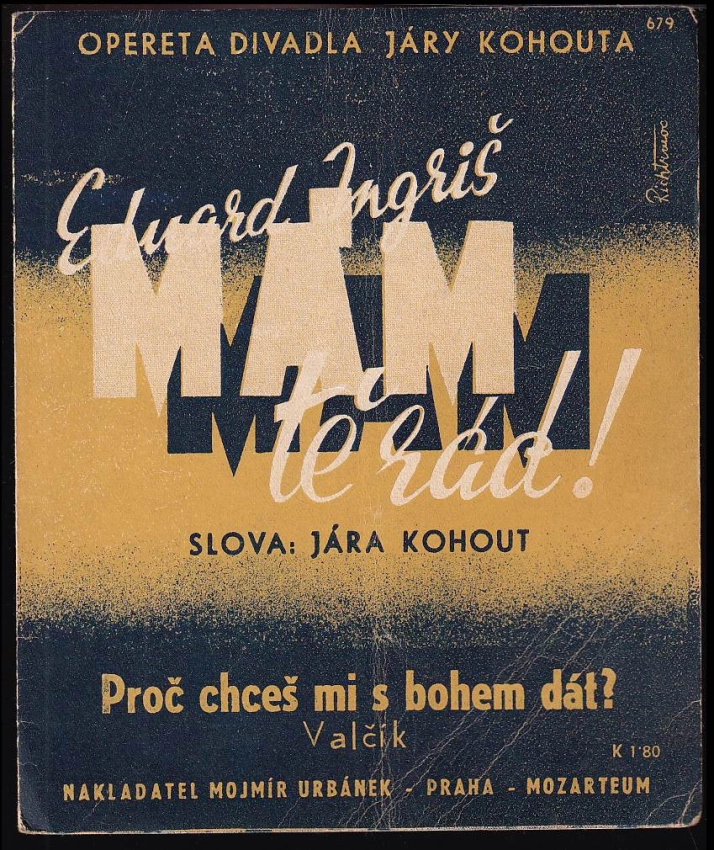 679
OPERETA DIVADLA JÁRY KOHOUTA
Eduard Ingriš
MÁM
tě rád!
SLOVA: JÁRA KOHOUT
Proč chceš mi s bohem dát?
Valčík
K 1·80
NAKLADATEL MOJMÍR URBÁNEK - PRAHA - MOZARTEUM